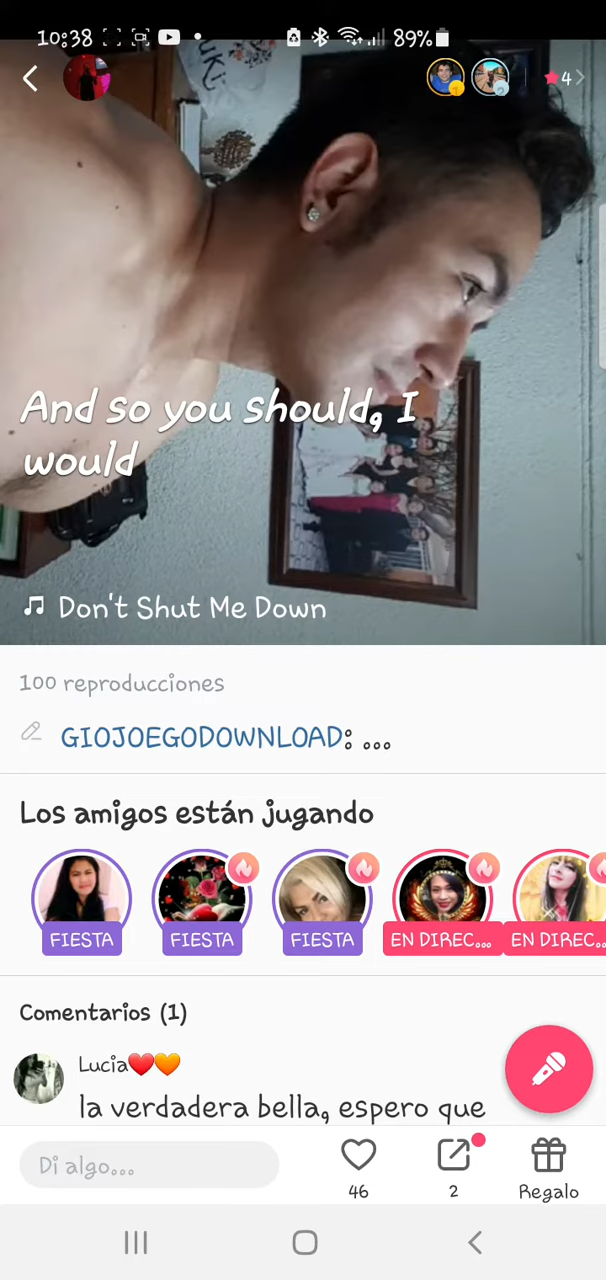 10:38
89%
4
And so you should, I
would
Don't Shut Me Down
100 reproducciones
GIOJOEGODOWNLOAD: ...
Los amigos están jugando
FIESTA
FIESTA
FIESTA
EN DIREC...
EN DIREC...
Comentarios (1)
Lucia❤️🧡
la verdadera bella, espero que
Di algo...
46
2
Regalo